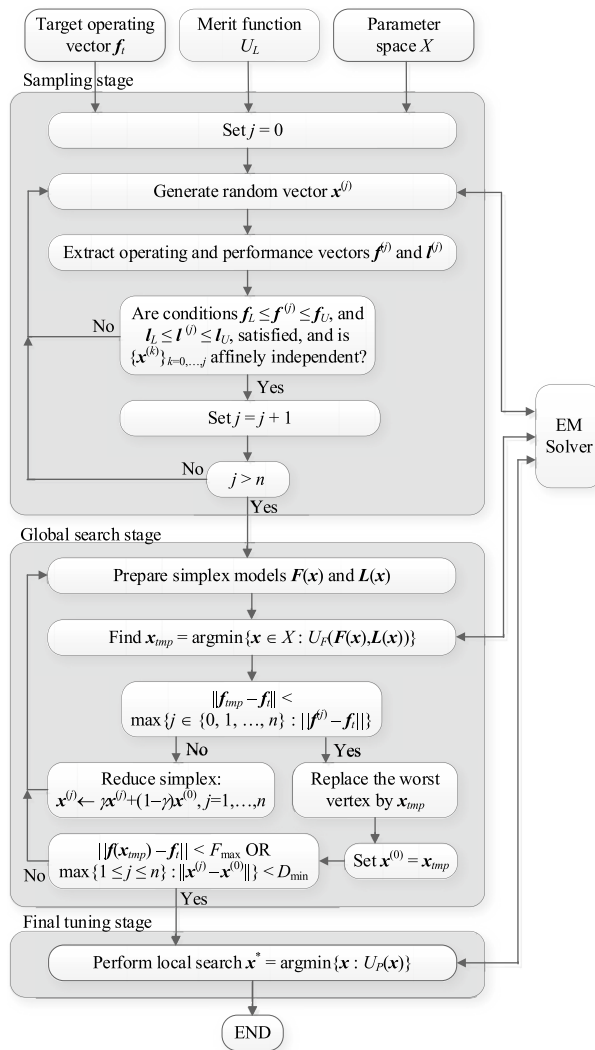 Target operating
vector f_t
Merit function
U_L
Parameter
space X
Sampling stage
Set j = 0
Generate random vector x^(j)
Extract operating and performance vectors f^(j) and l^(j)
Are conditions f_L ≤ f^(j) ≤ f_U, and
l_L ≤ l^(j) ≤ l_U, satisfied, and is
{x^(k)}_k=0,…,j affinely independent?
No
Yes
Set j = j + 1
EM
Solver
No
j > n
Yes
Global search stage
Prepare simplex models F(x) and L(x)
Find x_tmp = argmin{x ∈ X : U_F(F(x),L(x))}
||f_tmp – f_t|| <
max{j ∈ {0, 1, …, n} : ||f^(j) – f_t||}
No
Yes
Reduce simplex:
x^(j) ← γx^(j)+(1–γ)x^(0), j=1,…,n
Replace the worst
vertex by x_tmp
||f(x_tmp) – f_t|| < F_max OR
max{1 ≤ j ≤ n} : ||x^(j) – x^(0)||} < D_min
Set x^(0) = x_tmp
No
Yes
Final tuning stage
Perform local search x^* = argmin{x : U_P(x)}
END